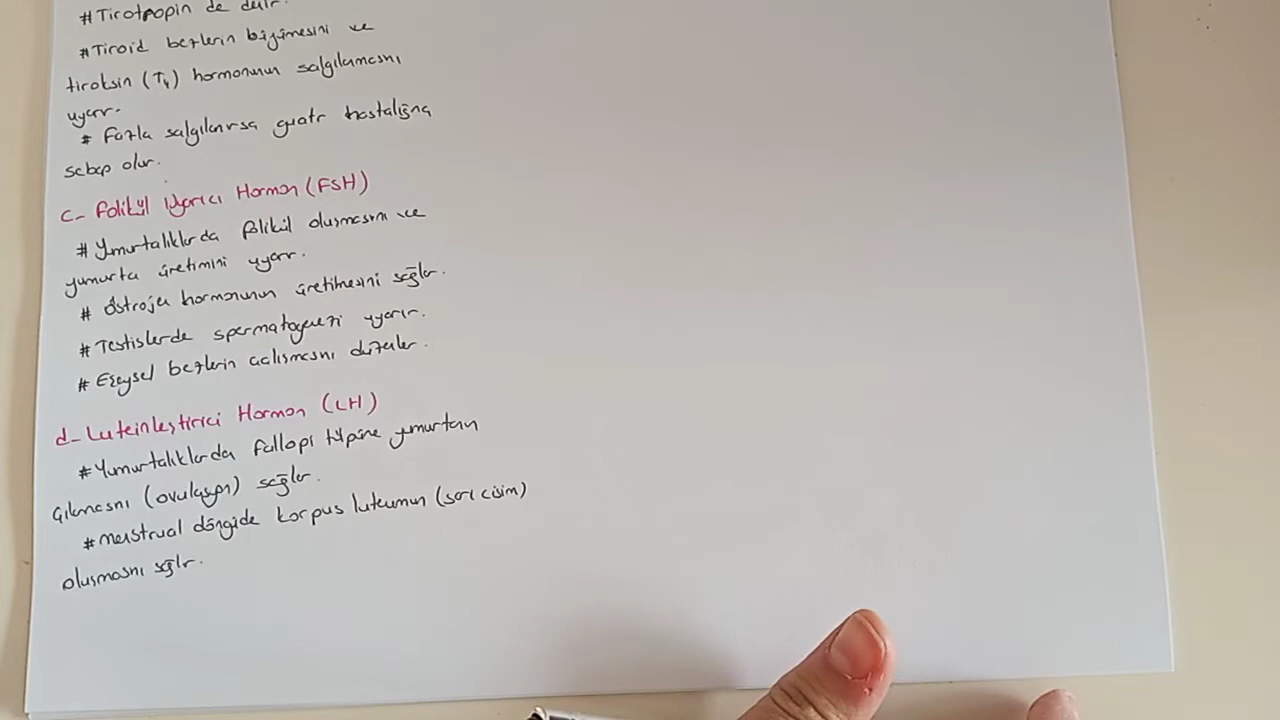 #Tirotropin de denir.
#Tiroid bezlerin büyümesini ve
tiroksin (T4) hormonunun salgılanmasını
uyarır.
# Fazla salgılanırsa guatr hastalığına
sebep olur.
c- Folikül Uyarıcı Hormon (FSH)
#Yumurtalıklarda folikül oluşmasını ve
yumurta üretimini uyarır.
# Östrojen hormonunun üretilmesini sağlar.
#Testislerde spermatogenezi uyarır.
# Eşeysel bezlerin çalışmasını düzenler.
d- Luteinleştirici Hormon (LH)
#Yumurtalıklarda fallopi tüpüne yumurtanın
çıkmasını (ovulasyon) sağlar.
#menstrual döngüde korpus luteumun (sarı cisim)
oluşmasını sağlar.